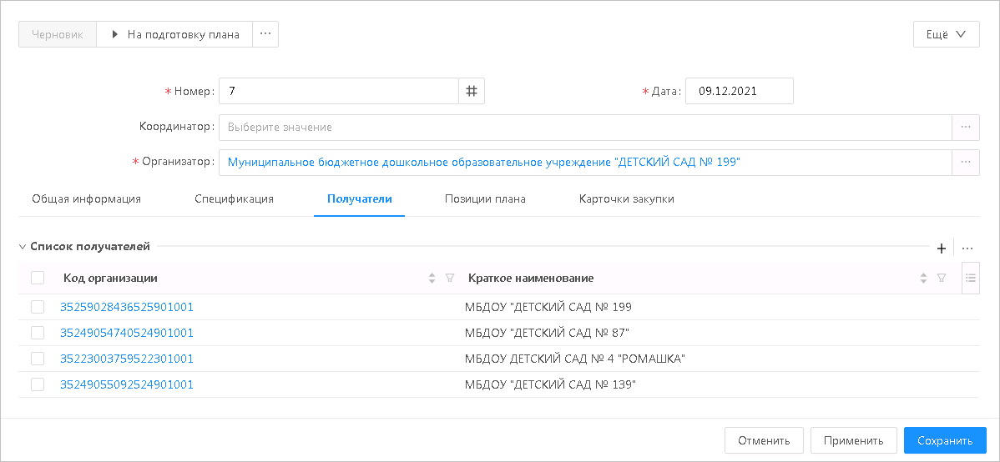 Черновик На подготовку плана ... Ещё
* Номер: 7 # * Дата: 09.12.2021
Координатор: Выберите значение ...
* Организатор: Муниципальное бюджетное дошкольное образовательное учреждение "ДЕТСКИЙ САД № 199" ...
Общая информация Спецификация Получатели Позиции плана Карточки закупки
Список получателей + ...
Код организации Краткое наименование
35259028436525901001 МБДОУ "ДЕТСКИЙ САД № 199
35249054740524901001 МБДОУ "ДЕТСКИЙ САД № 87"
35223003759522301001 МБДОУ ДЕТСКИЙ САД № 4 "РОМАШКА"
35249055092524901001 МБДОУ "ДЕТСКИЙ САД № 139"
Отменить Применить Сохранить